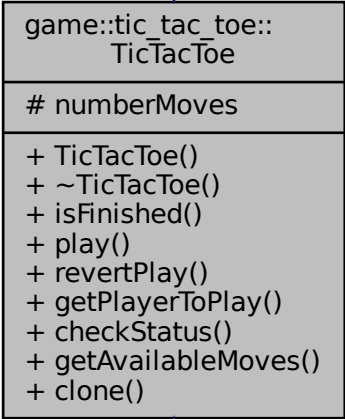 game::tic_tac_toe::
TicTacToe
# numberMoves
+ TicTacToe()
+ ~TicTacToe()
+ isFinished()
+ play()
+ revertPlay()
+ getPlayerToPlay()
+ checkStatus()
+ getAvailableMoves()
+ clone()